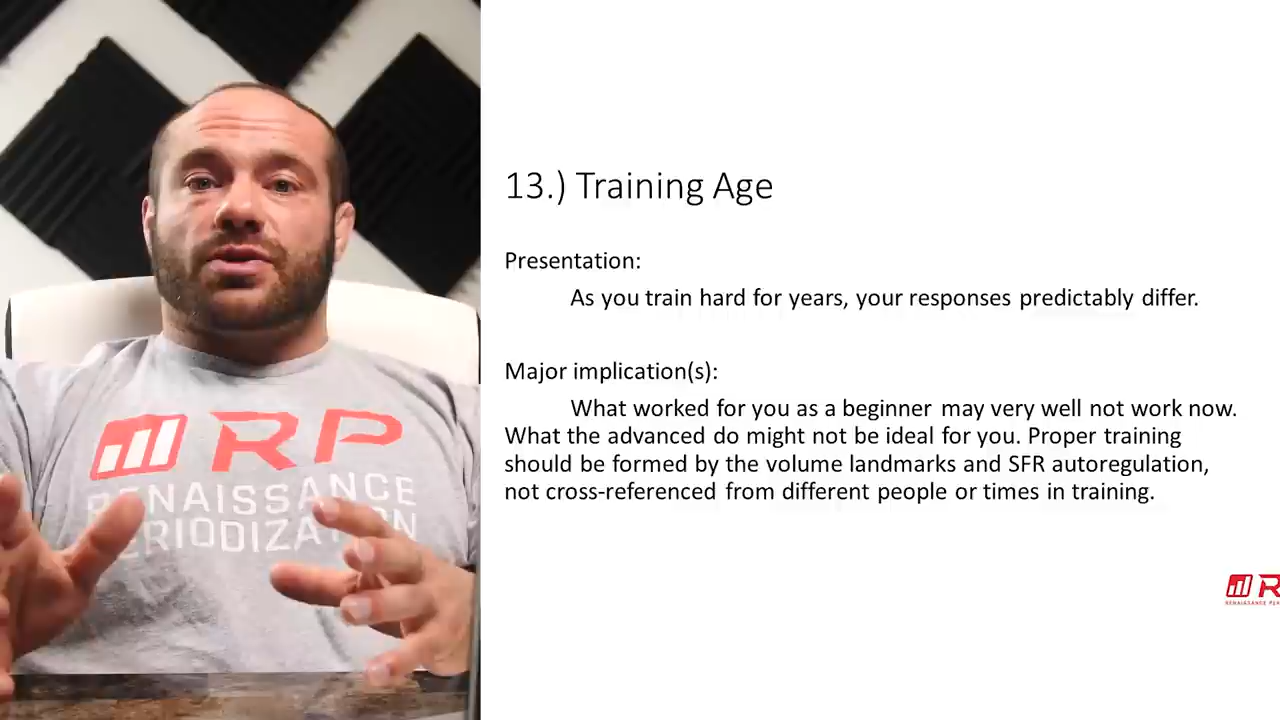 RP
RENAISSANCE
PERIODIZATION
13.) Training Age
Presentation:
As you train hard for years, your responses predictably differ.
Major implication(s):
What worked for you as a beginner may very well not work now.
What the advanced do might not be ideal for you. Proper training
should be formed by the volume landmarks and SFR autoregulation,
not cross-referenced from different people or times in training.
R
RENAISSANCE PE